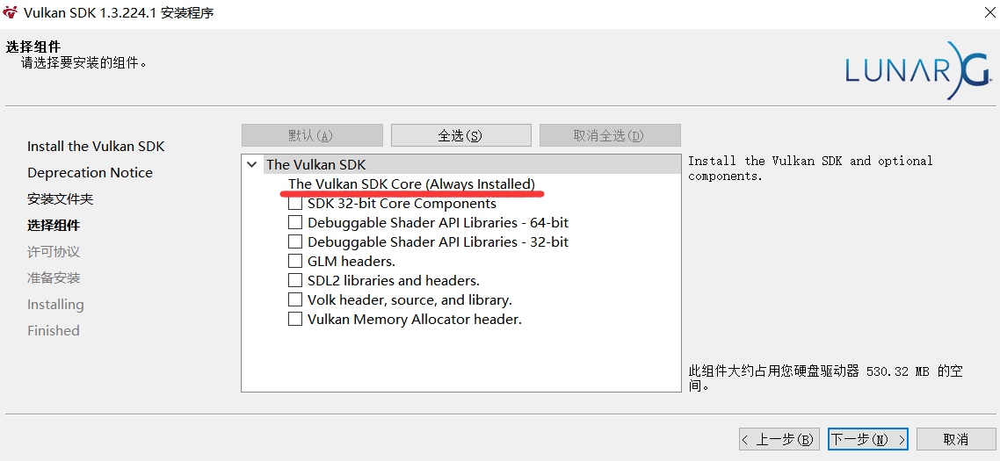 Vulkan SDK 1.3.224.1 安装程序
选择组件
请选择要安装的组件。
LUNARG
Install the Vulkan SDK
Deprecation Notice
安装文件夹
选择组件
许可协议
准备安装
Installing
Finished
默认(A)
全选(S)
取消全选(D)
The Vulkan SDK
The Vulkan SDK Core (Always Installed)
SDK 32-bit Core Components
Debuggable Shader API Libraries - 64-bit
Debuggable Shader API Libraries - 32-bit
GLM headers.
SDL2 libraries and headers.
Volk header, source, and library.
Vulkan Memory Allocator header.
Install the Vulkan SDK and optional
components.
此组件大约占用您硬盘驱动器 530.32 MB 的空
间。
< 上一步(B)
下一步(N) >
取消